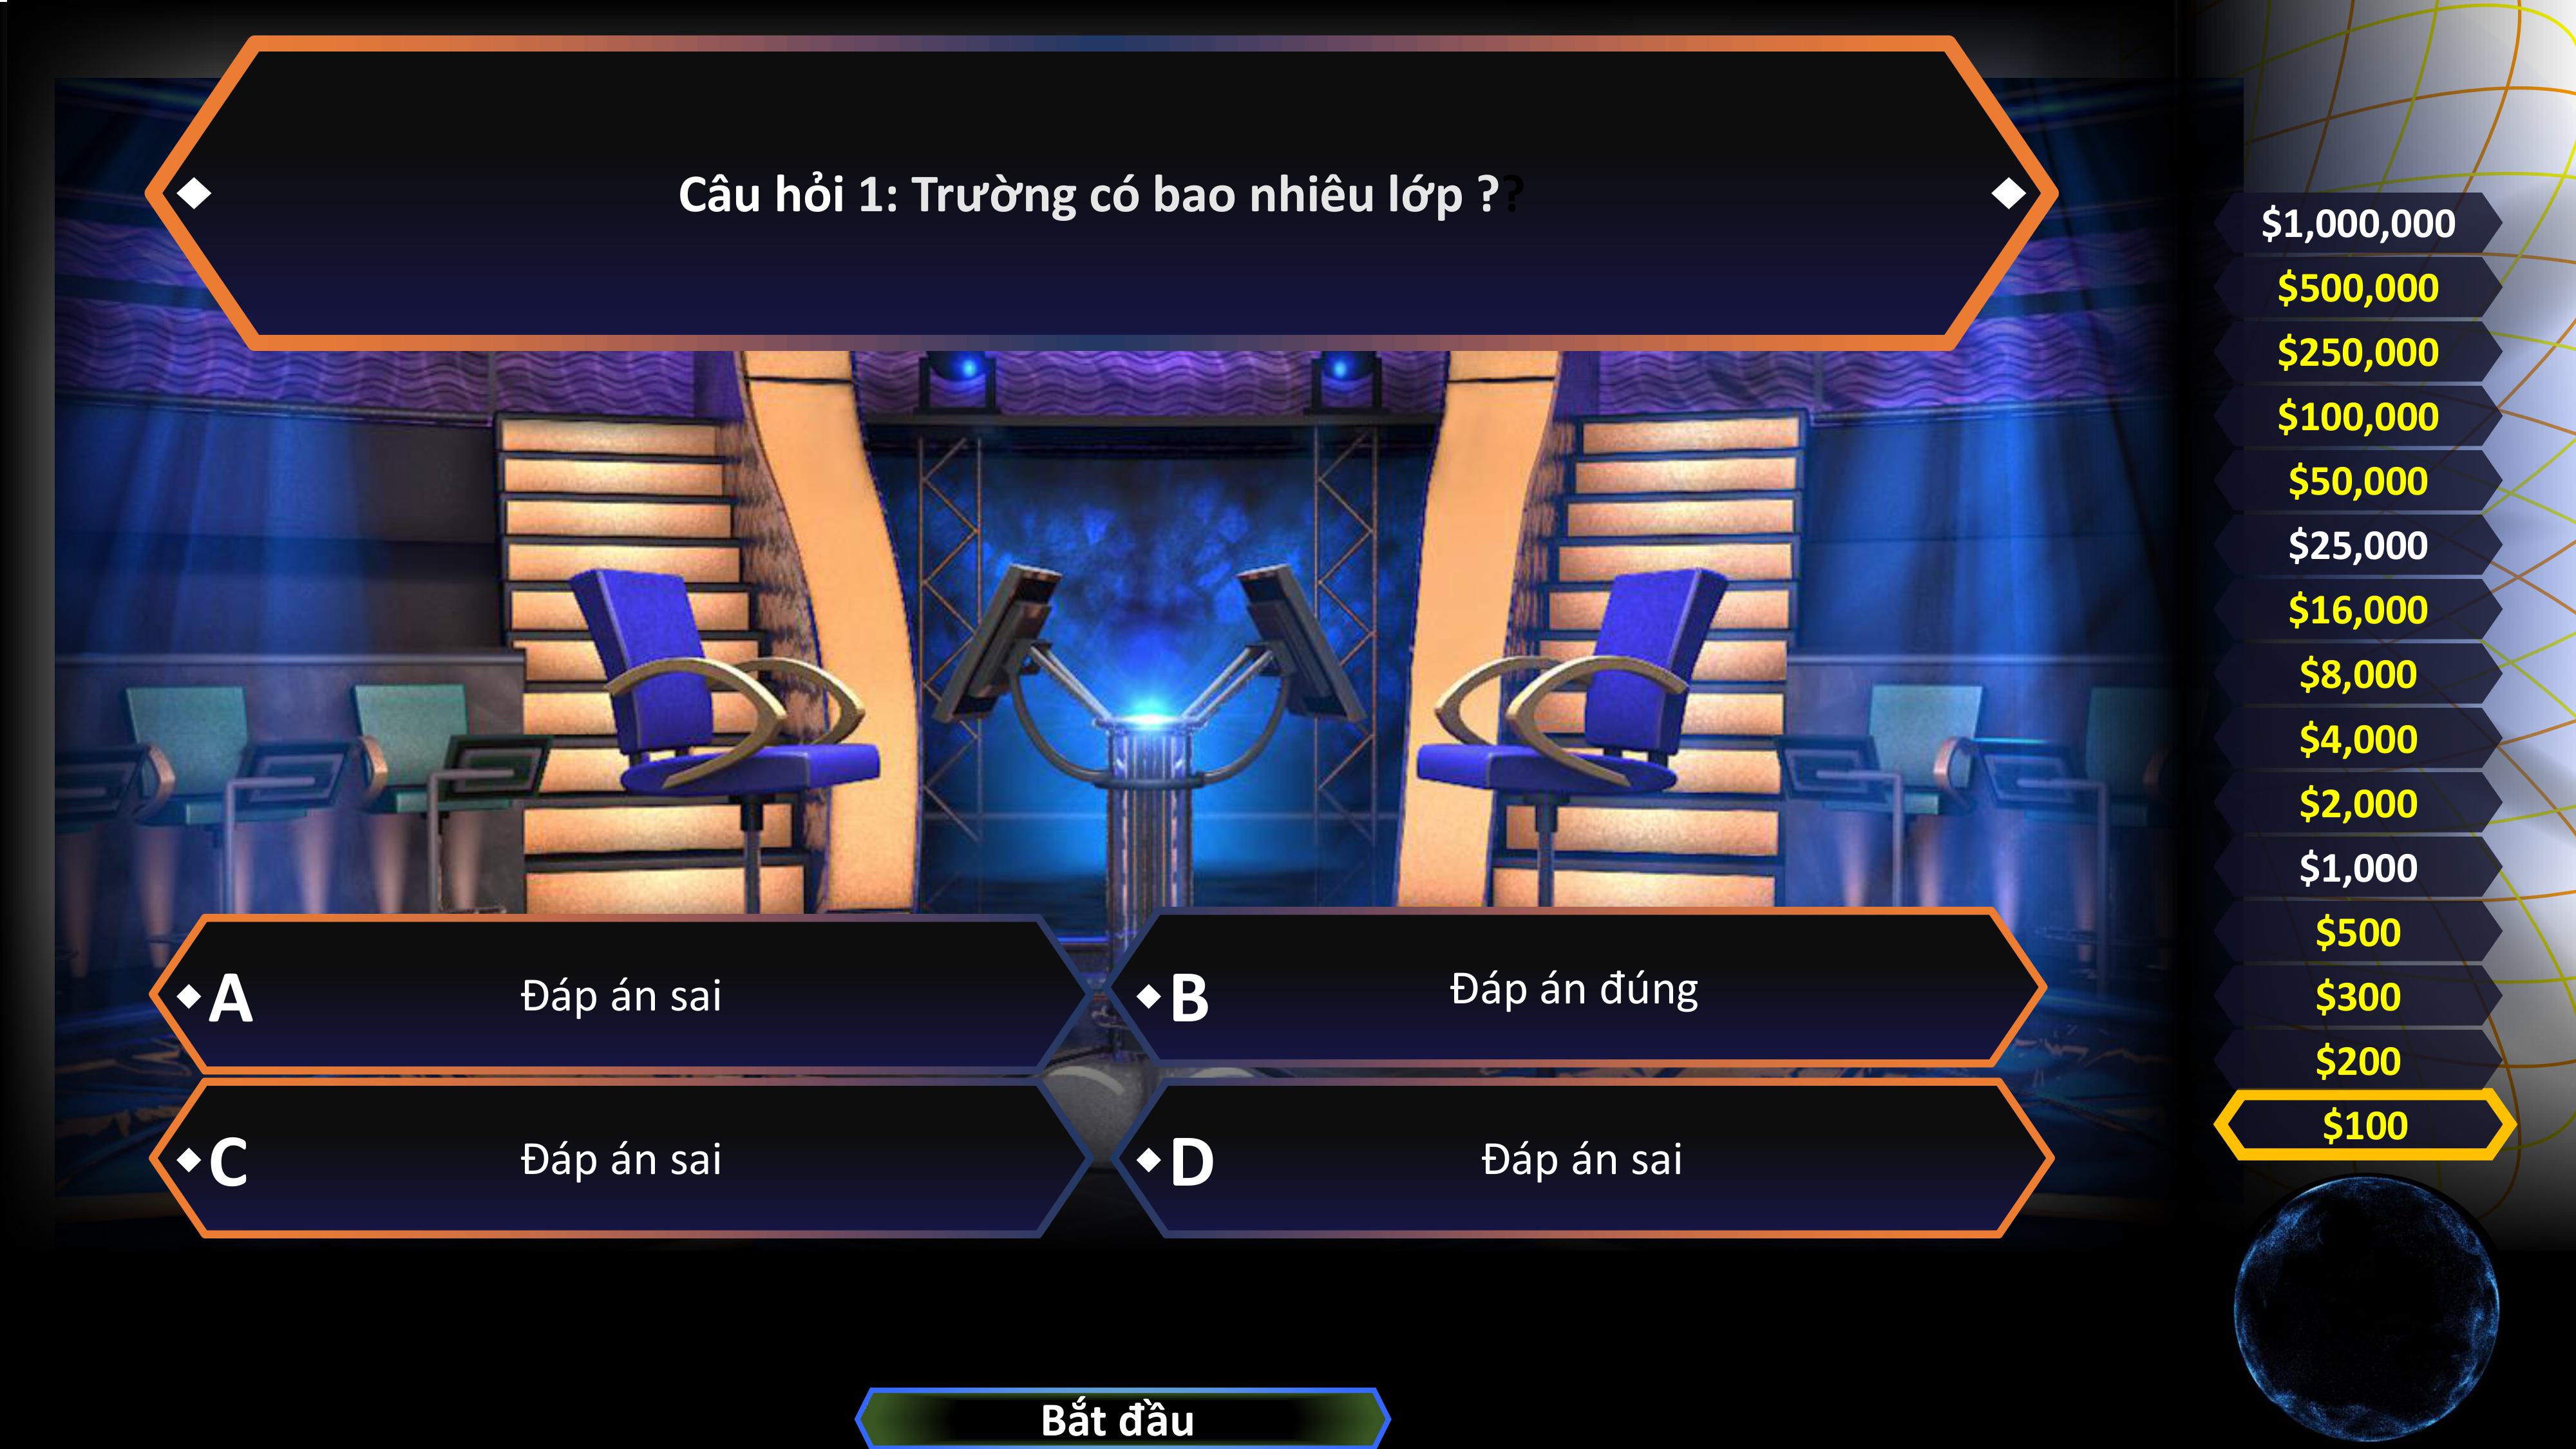 Câu hỏi 1: Trường có bao nhiêu lớp ??
A Đáp án sai
B Đáp án đúng
C Đáp án sai
D Đáp án sai
Bắt đầu
$1,000,000
$500,000
$250,000
$100,000
$50,000
$25,000
$16,000
$8,000
$4,000
$2,000
$1,000
$500
$300
$200
$100